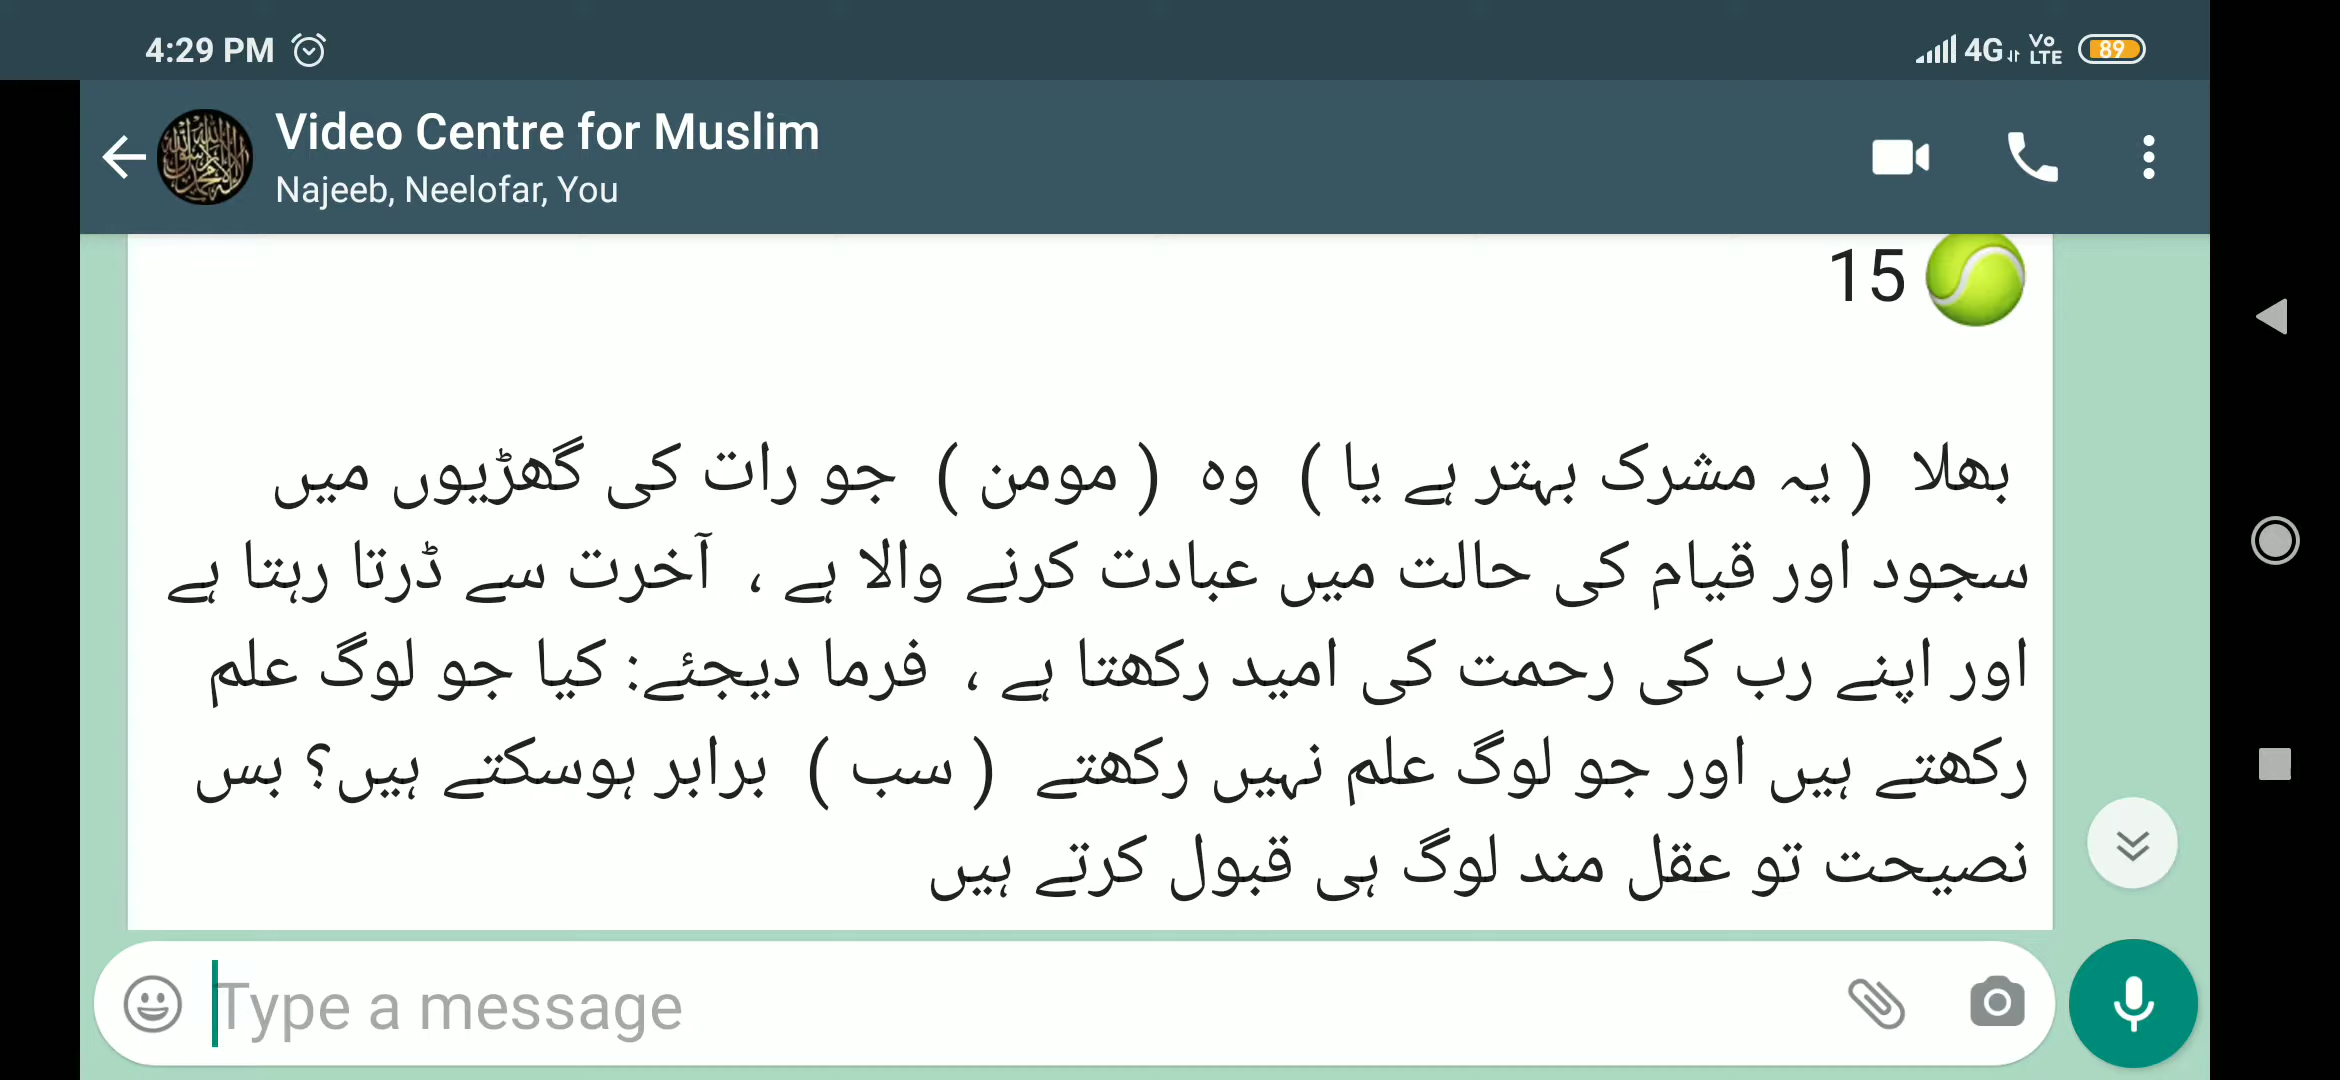 4:29 PM
4G VoLTE 89
Video Centre for Muslim
Najeeb, Neelofar, You
15
بھلا ( یہ مشرک بہتر ہے یا ) وہ ( مومن ) جو رات کی گھڑیوں میں
سجود اور قیام کی حالت میں عبادت کرنے والا ہے ، آخرت سے ڈرتا رہتا ہے
اور اپنے رب کی رحمت کی امید رکھتا ہے ، فرما دیجئے: کیا جو لوگ علم
رکھتے ہیں اور جو لوگ علم نہیں رکھتے ( سب ) برابر ہوسکتے ہیں؟ بس
نصیحت تو عقل مند لوگ ہی قبول کرتے ہیں
Type a message